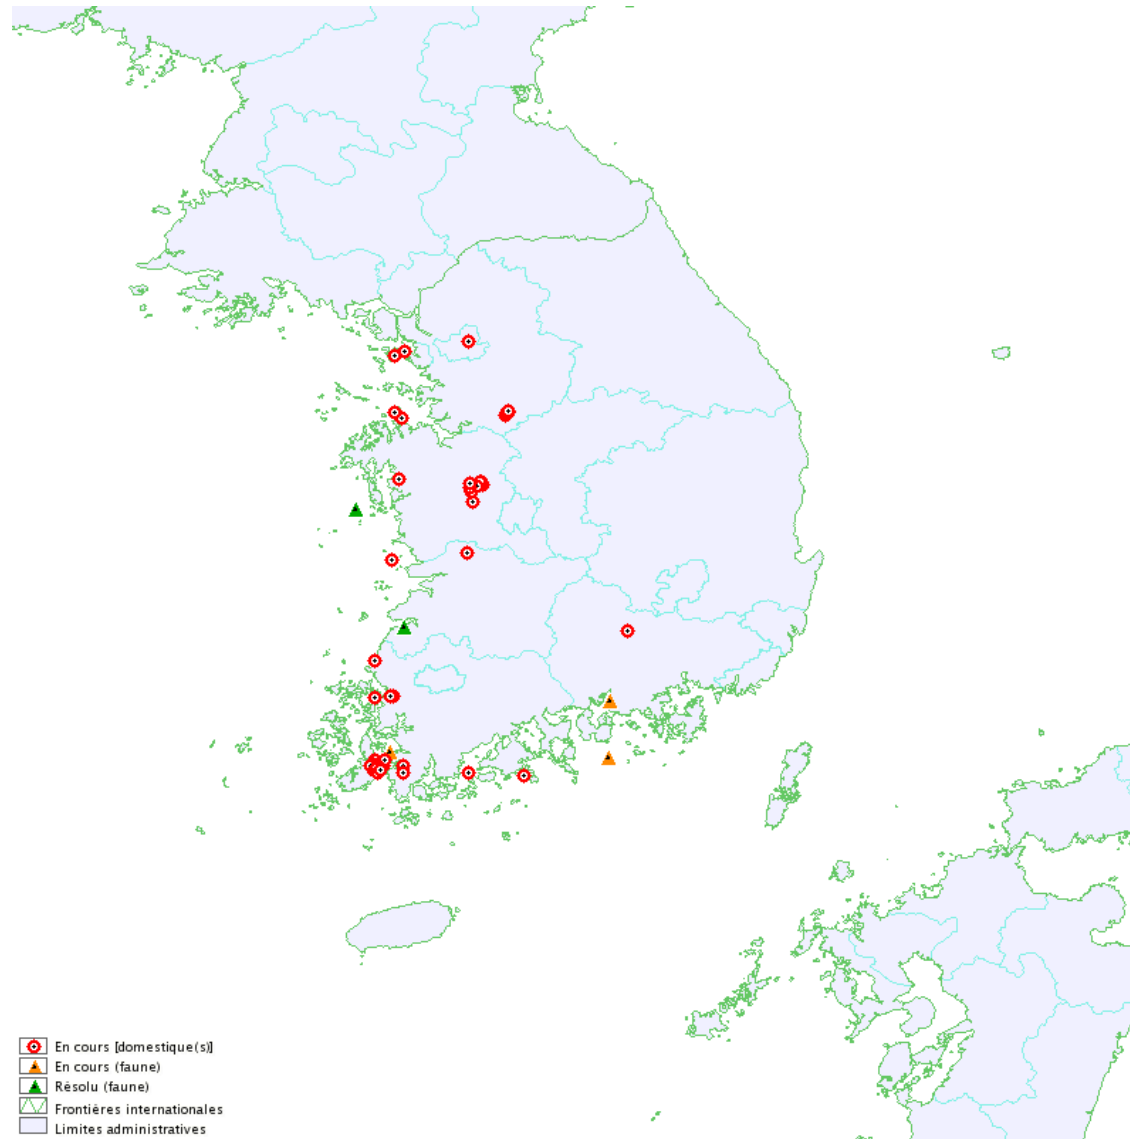 En cours [domestique(s)]
En cours (faune)
Résolu (faune)
Frontières internationales
Limites administratives